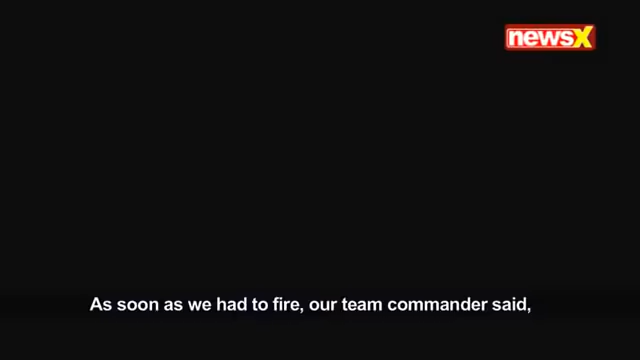 newsX
As soon as we had to fire, our team commander said,